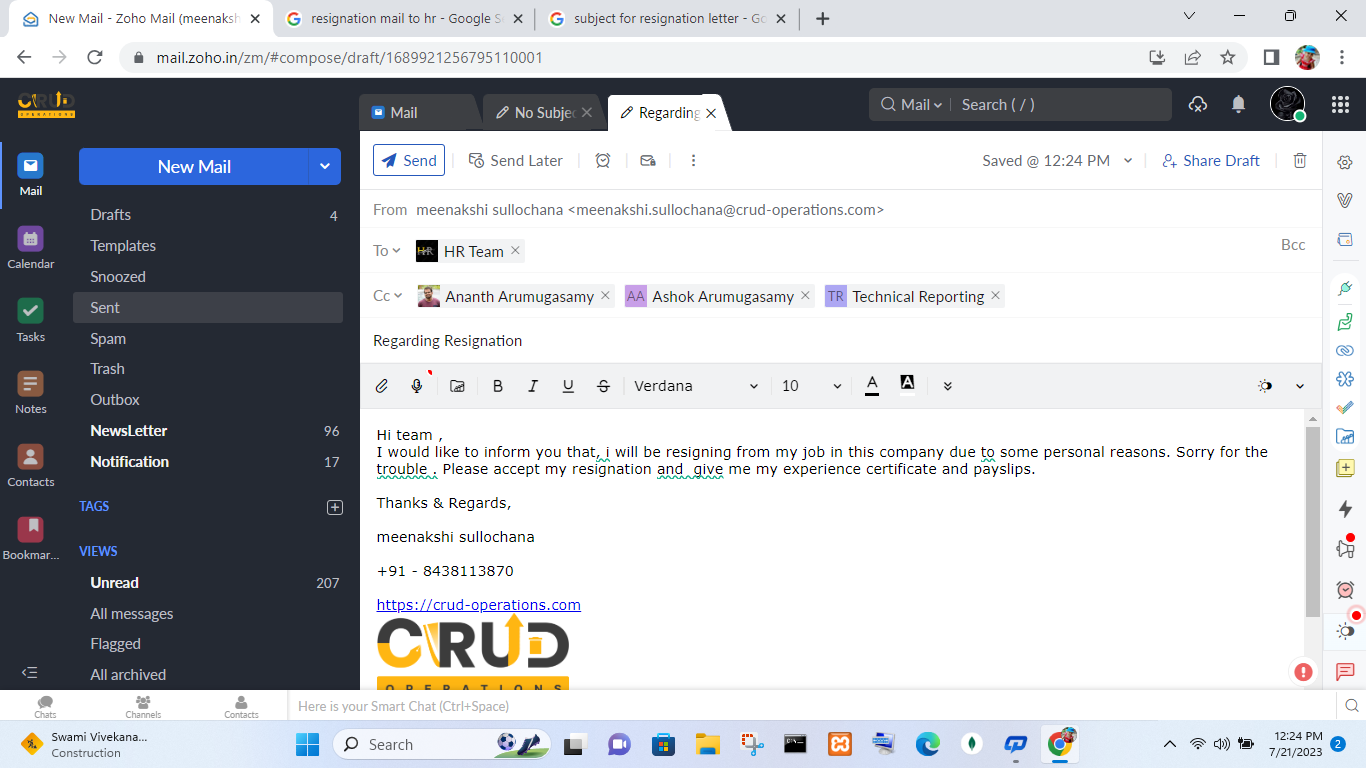 New Mail - Zoho Mail (meenaksh
resignation mail to hr - Google S
subject for resignation letter - Go
mail.zoho.in/zm/#compose/draft/1689921256795110001
CRUD
OPERATIONS
Mail
No Subje
Regarding
Mail
Search ( / )
New Mail
Send
Send Later
Saved @ 12:24 PM
Share Draft
Mail
Calendar
Tasks
Notes
Contacts
Bookmar...
Drafts 4
Templates
Snoozed
Sent
Spam
Trash
Outbox
NewsLetter 96
Notification 17
TAGS
VIEWS
Unread 207
All messages
Flagged
All archived
From meenakshi sullochana <meenakshi.sullochana@crud-operations.com>
To HR HR Team Bcc
Cc Ananth Arumugasamy AA Ashok Arumugasamy TR Technical Reporting
Regarding Resignation
B I U S Verdana 10 A A
Hi team ,
I would like to inform you that, i will be resigning from my job in this company due to some personal reasons. Sorry for the
trouble . Please accept my resignation and  give me my experience certificate and payslips.
Thanks & Regards,
meenakshi sullochana
+91 - 8438113870
https://crud-operations.com
CRUD
OPERATIONS
Chats
Channels
Contacts
Here is your Smart Chat (Ctrl+Space)
Swami Vivekana...
Construction
Search
12:24 PM
7/21/2023
2